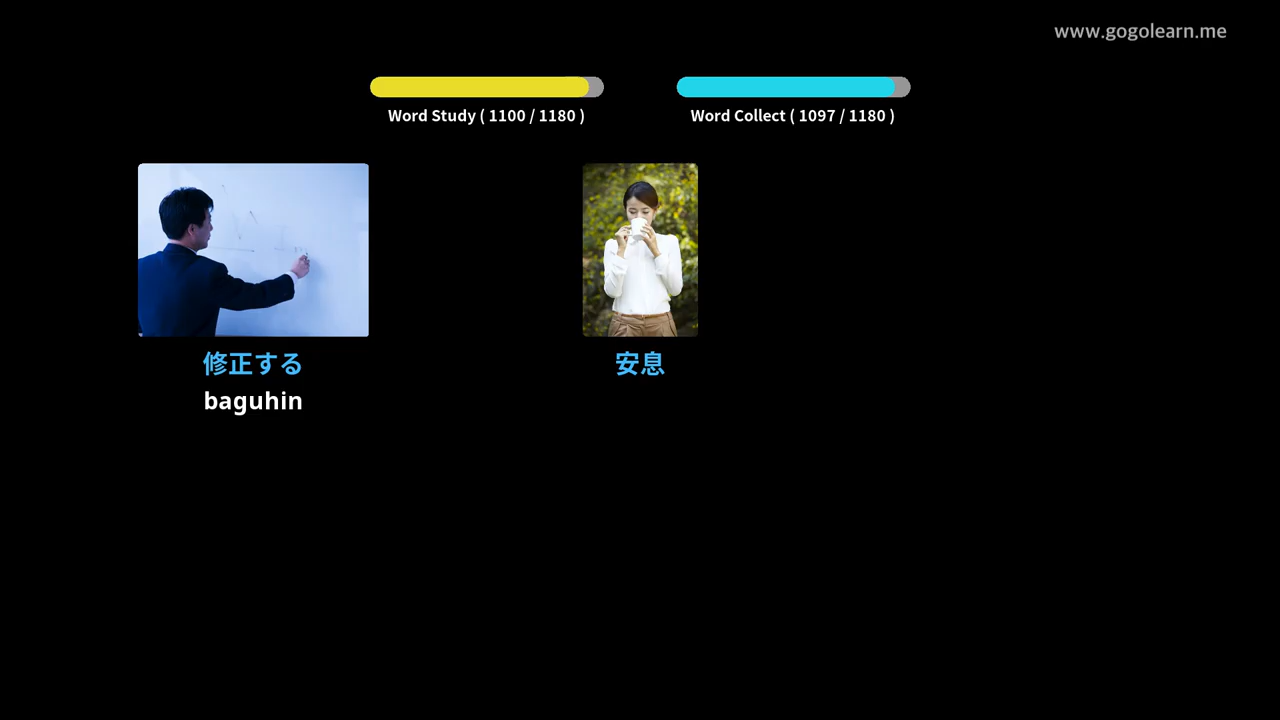 www.gogolearn.me
Word Study ( 1100 / 1180 )
Word Collect ( 1097 / 1180 )
修正する
baguhin
安息